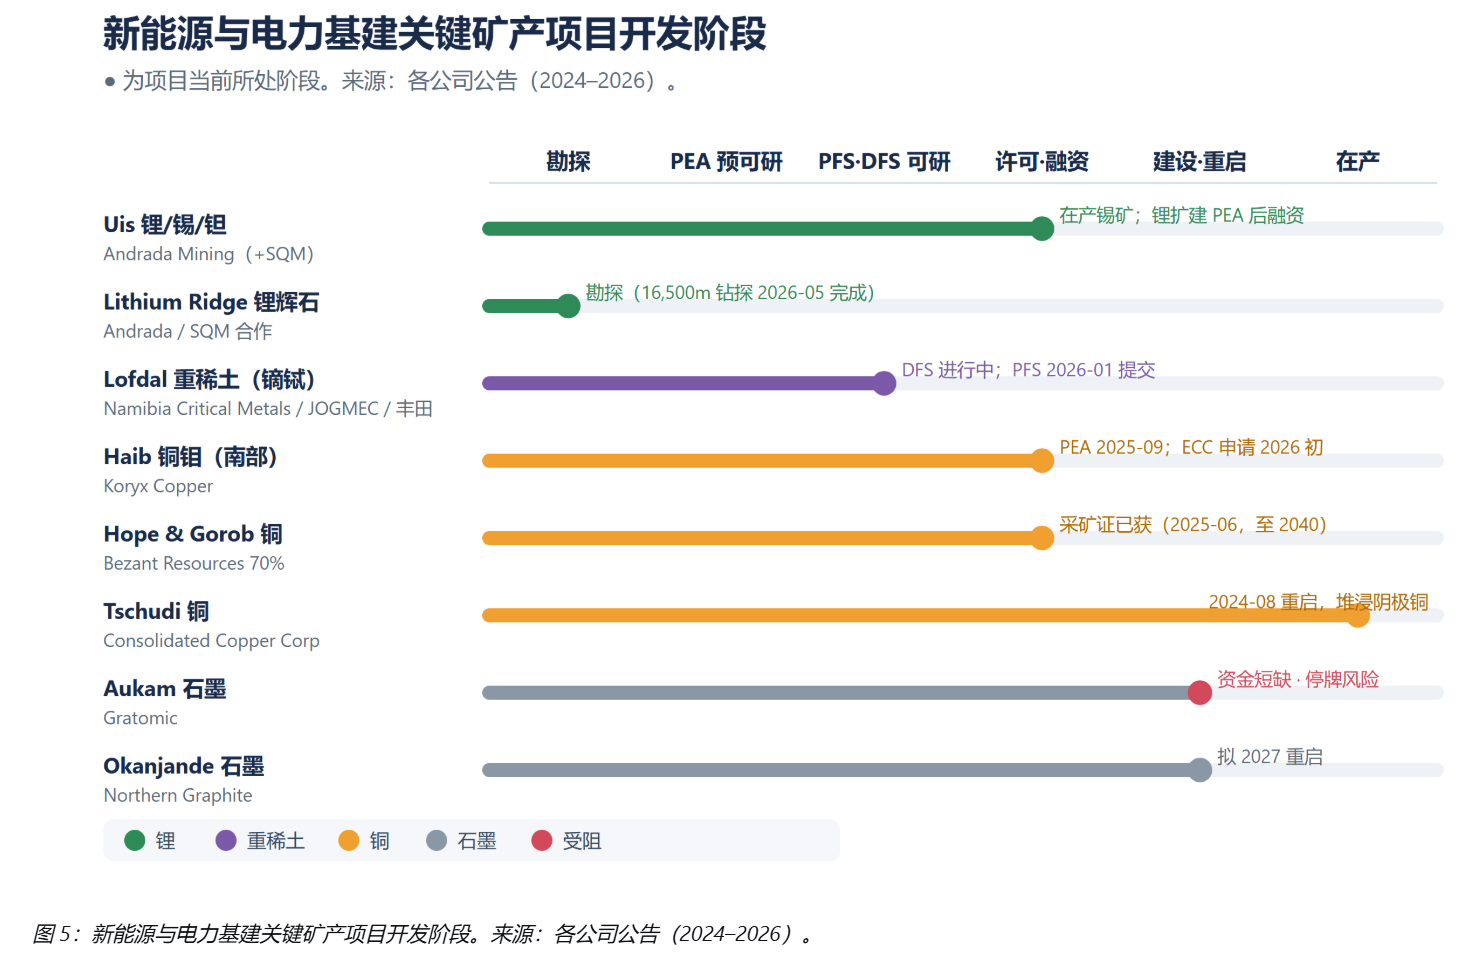 新能源与电力基建关键矿产项目开发阶段
● 为项目当前所处阶段。来源：各公司公告（2024–2026）。
勘探 PEA 预可研 PFS·DFS 可研 许可·融资 建设·重启 在产
Uis 锂/锡/钽
Andrada Mining（+SQM）
在产锡矿；锂扩建 PEA 后融资
Lithium Ridge 锂辉石
Andrada / SQM 合作
勘探（16,500m 钻探 2026-05 完成）
Lofdal 重稀土（镝铽）
Namibia Critical Metals / JOGMEC / 丰田
DFS 进行中；PFS 2026-01 提交
Haib 铜钼（南部）
Koryx Copper
PEA 2025-09；ECC 申请 2026 初
Hope & Gorob 铜
Bezant Resources 70%
采矿证已获（2025-06，至 2040）
Tschudi 铜
Consolidated Copper Corp
2024-08 重启，堆浸阴极铜
Aukam 石墨
Gratomic
资金短缺 · 停牌风险
Okanjande 石墨
Northern Graphite
拟 2027 重启
锂 重稀土 铜 石墨 受阻
图 5：新能源与电力基建关键矿产项目开发阶段。来源：各公司公告（2024–2026）。